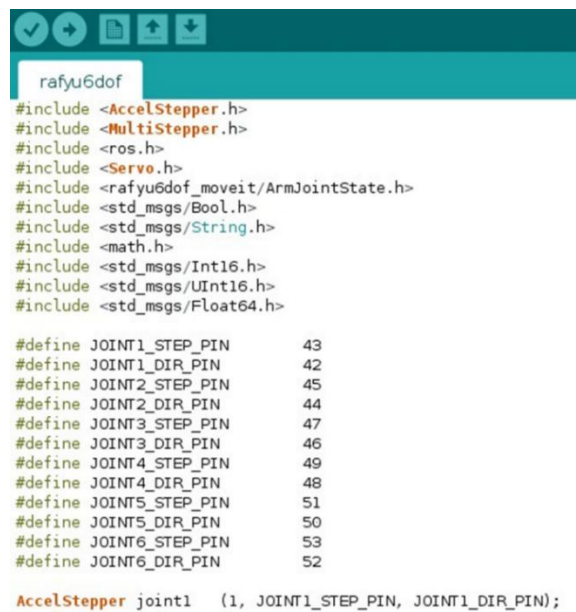 rafyu6dof
#include <AccelStepper.h>
#include <MultiStepper.h>
#include <ros.h>
#include <Servo.h>
#include <rafyu6dof_moveit/ArmJointState.h>
#include <std_msgs/Bool.h>
#include <std_msgs/String.h>
#include <math.h>
#include <std_msgs/Int16.h>
#include <std_msgs/UInt16.h>
#include <std_msgs/Float64.h>
#define JOINT1_STEP_PIN 43
#define JOINT1_DIR_PIN 42
#define JOINT2_STEP_PIN 45
#define JOINT2_DIR_PIN 44
#define JOINT3_STEP_PIN 47
#define JOINT3_DIR_PIN 46
#define JOINT4_STEP_PIN 49
#define JOINT4_DIR_PIN 48
#define JOINT5_STEP_PIN 51
#define JOINT5_DIR_PIN 50
#define JOINT6_STEP_PIN 53
#define JOINT6_DIR_PIN 52
AccelStepper joint1 (1, JOINT1_STEP_PIN, JOINT1_DIR_PIN);